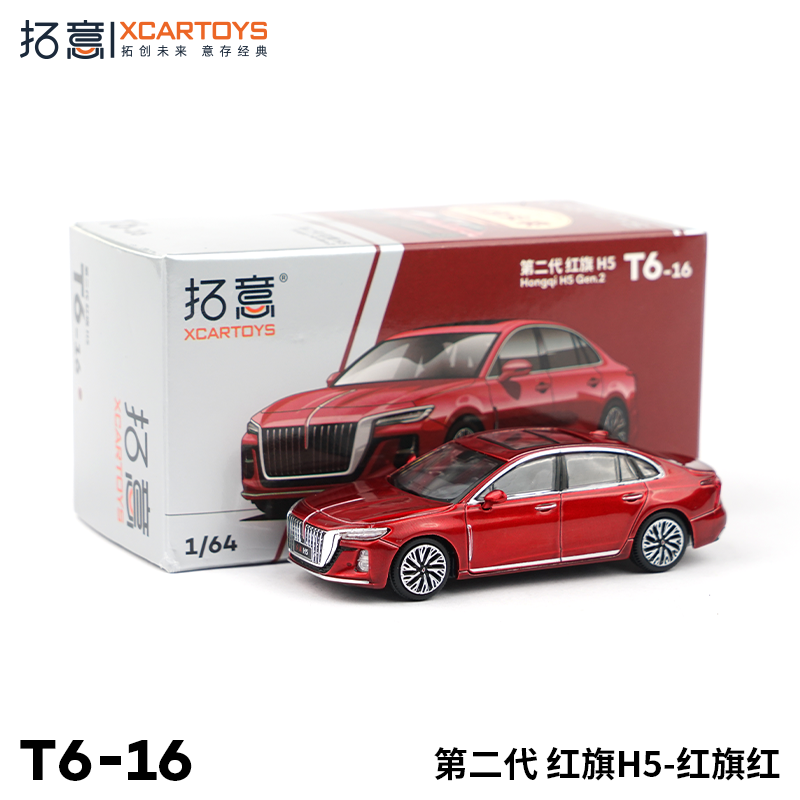 拓意 XCARTOYS
拓创未来 意存经典
第二代 红旗 H5 T6-16
Hongqi H5 Gen.2
拓意®
XCARTOYS
T6-16
拓意
XCARTOYS
1/64
H5
T6-16
第二代 红旗H5-红旗红